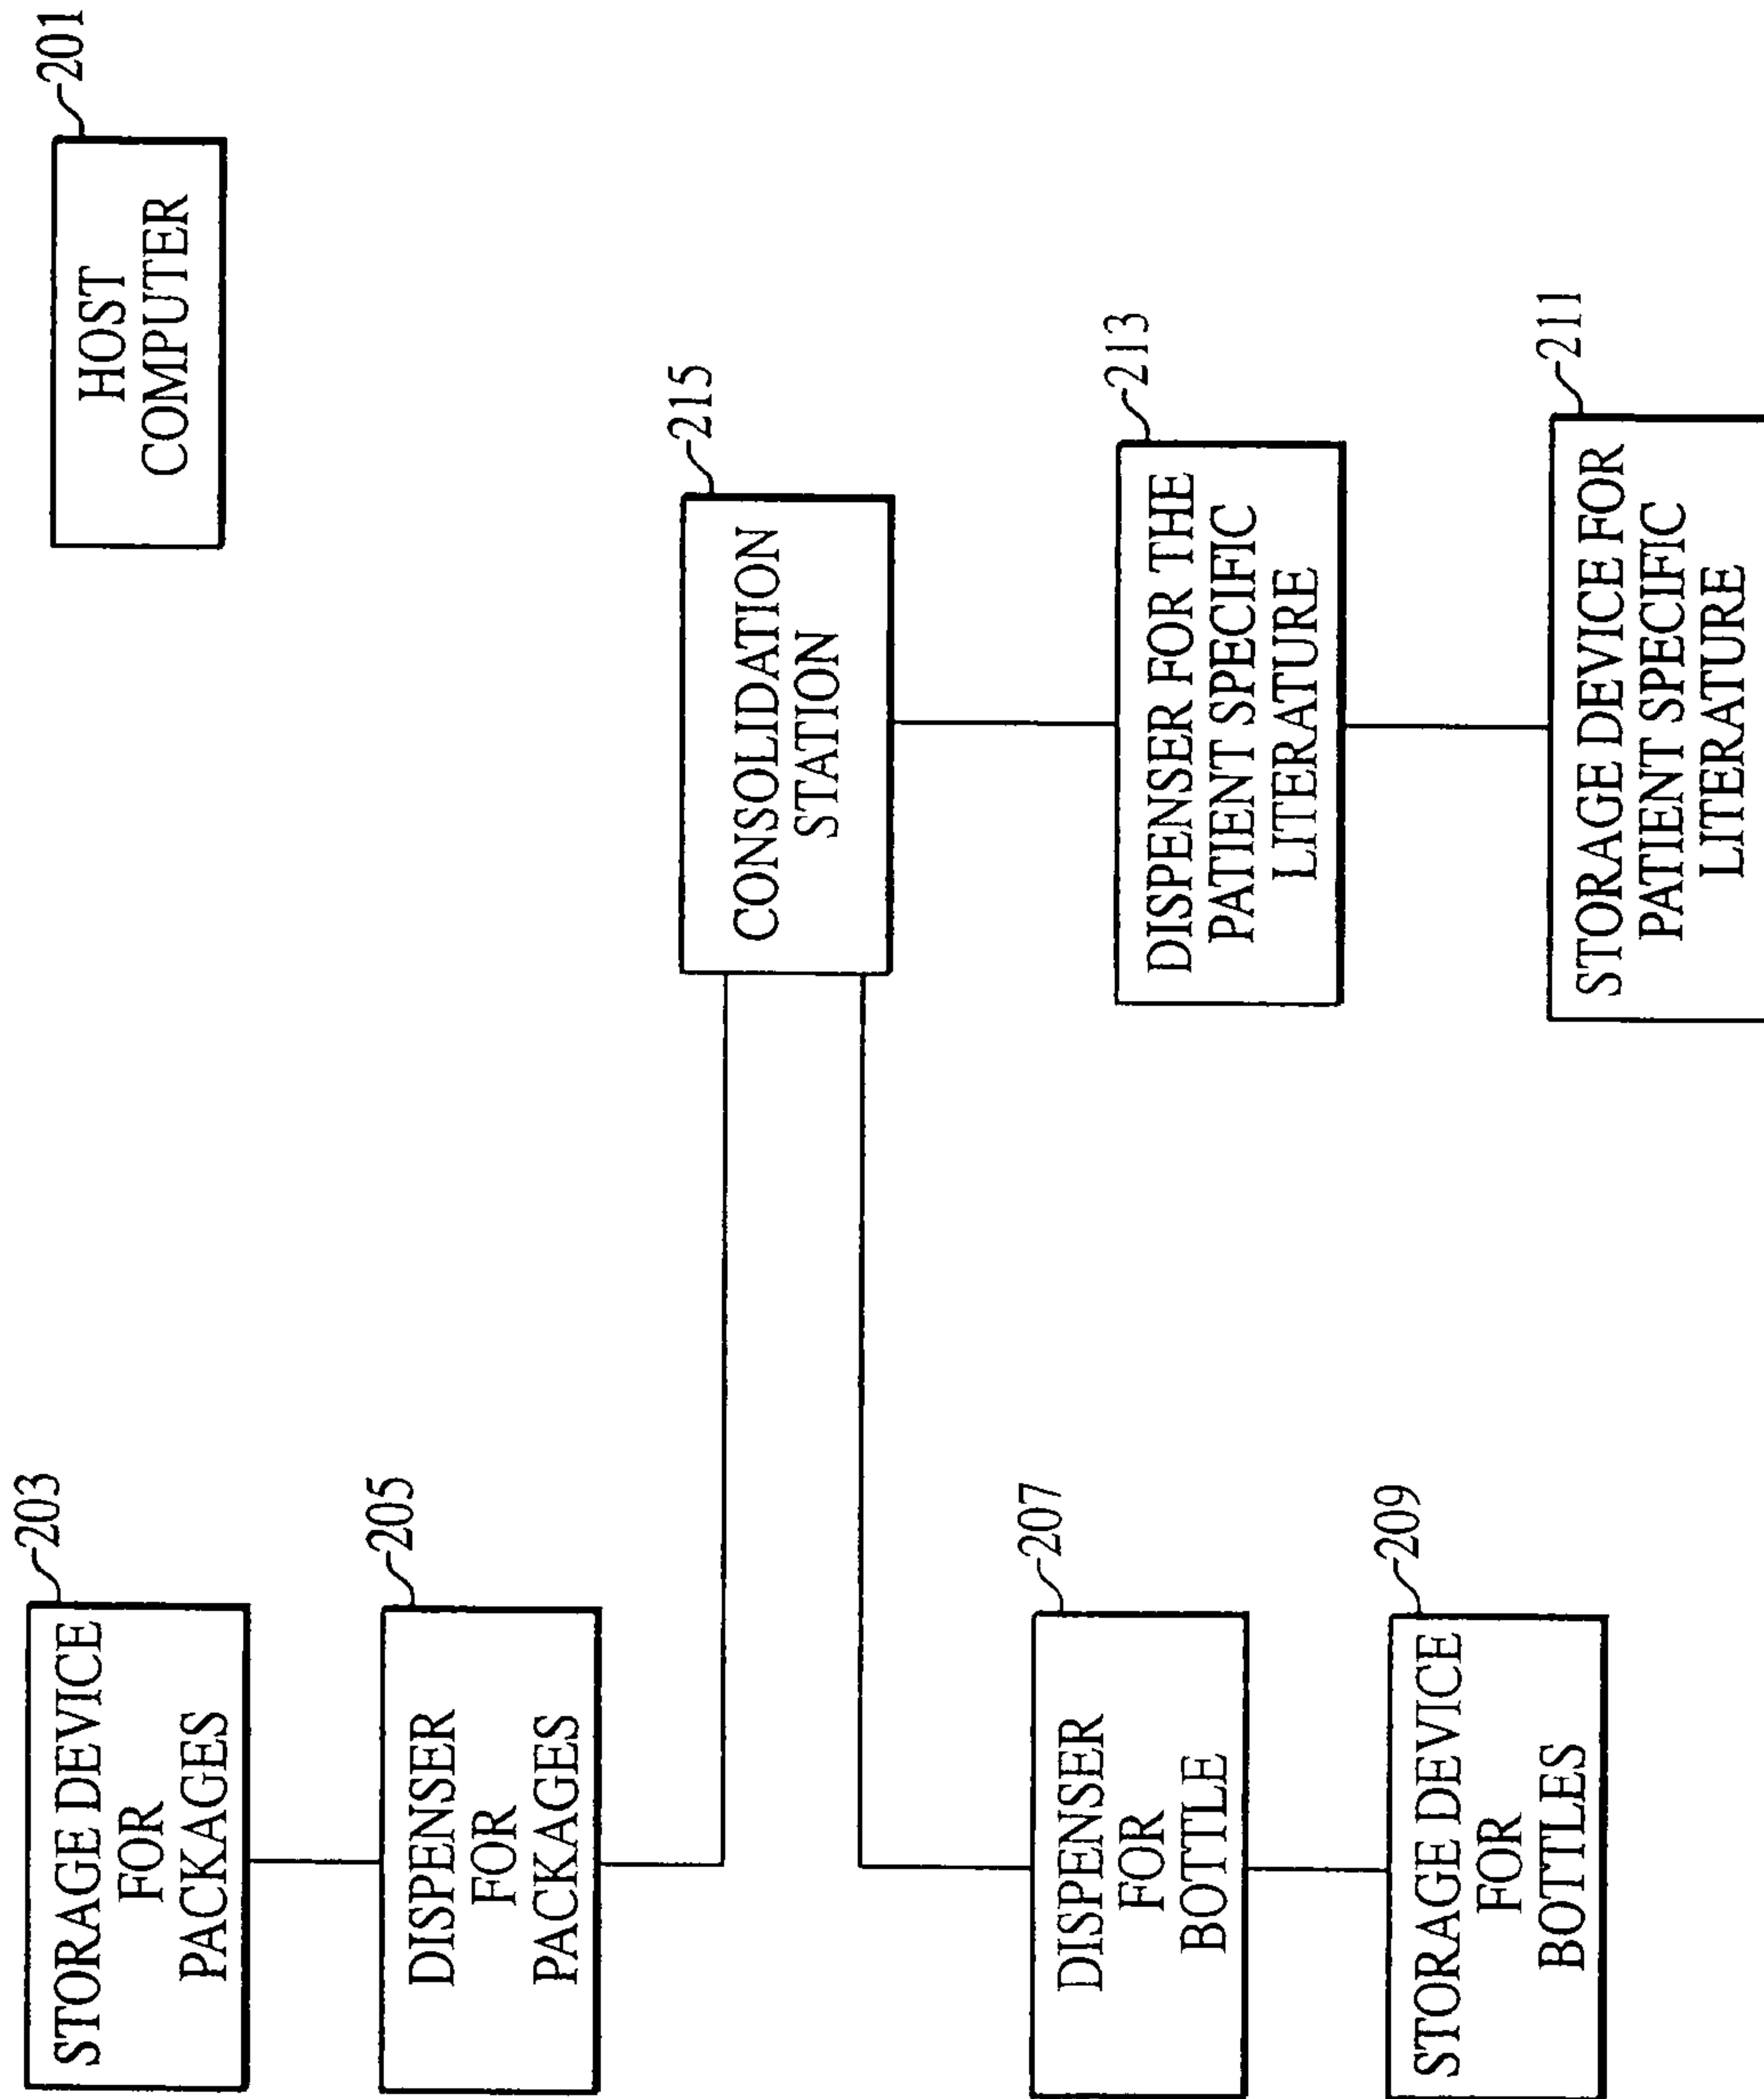 201
HOST
COMPUTER
203
STORAGE DEVICE
FOR
PACKAGES
205
DISPENSER
FOR
PACKAGES
215
CONSOLIDATION
STATION
207
DISPENSER
FOR
BOTTLE
209
STORAGE DEVICE
FOR
BOTTLES
213
DISPENSER FOR THE
PATIENT SPECIFIC
LITERATURE
211
STORAGE DEVICE FOR
PATIENT SPECIFIC
LITERATURE